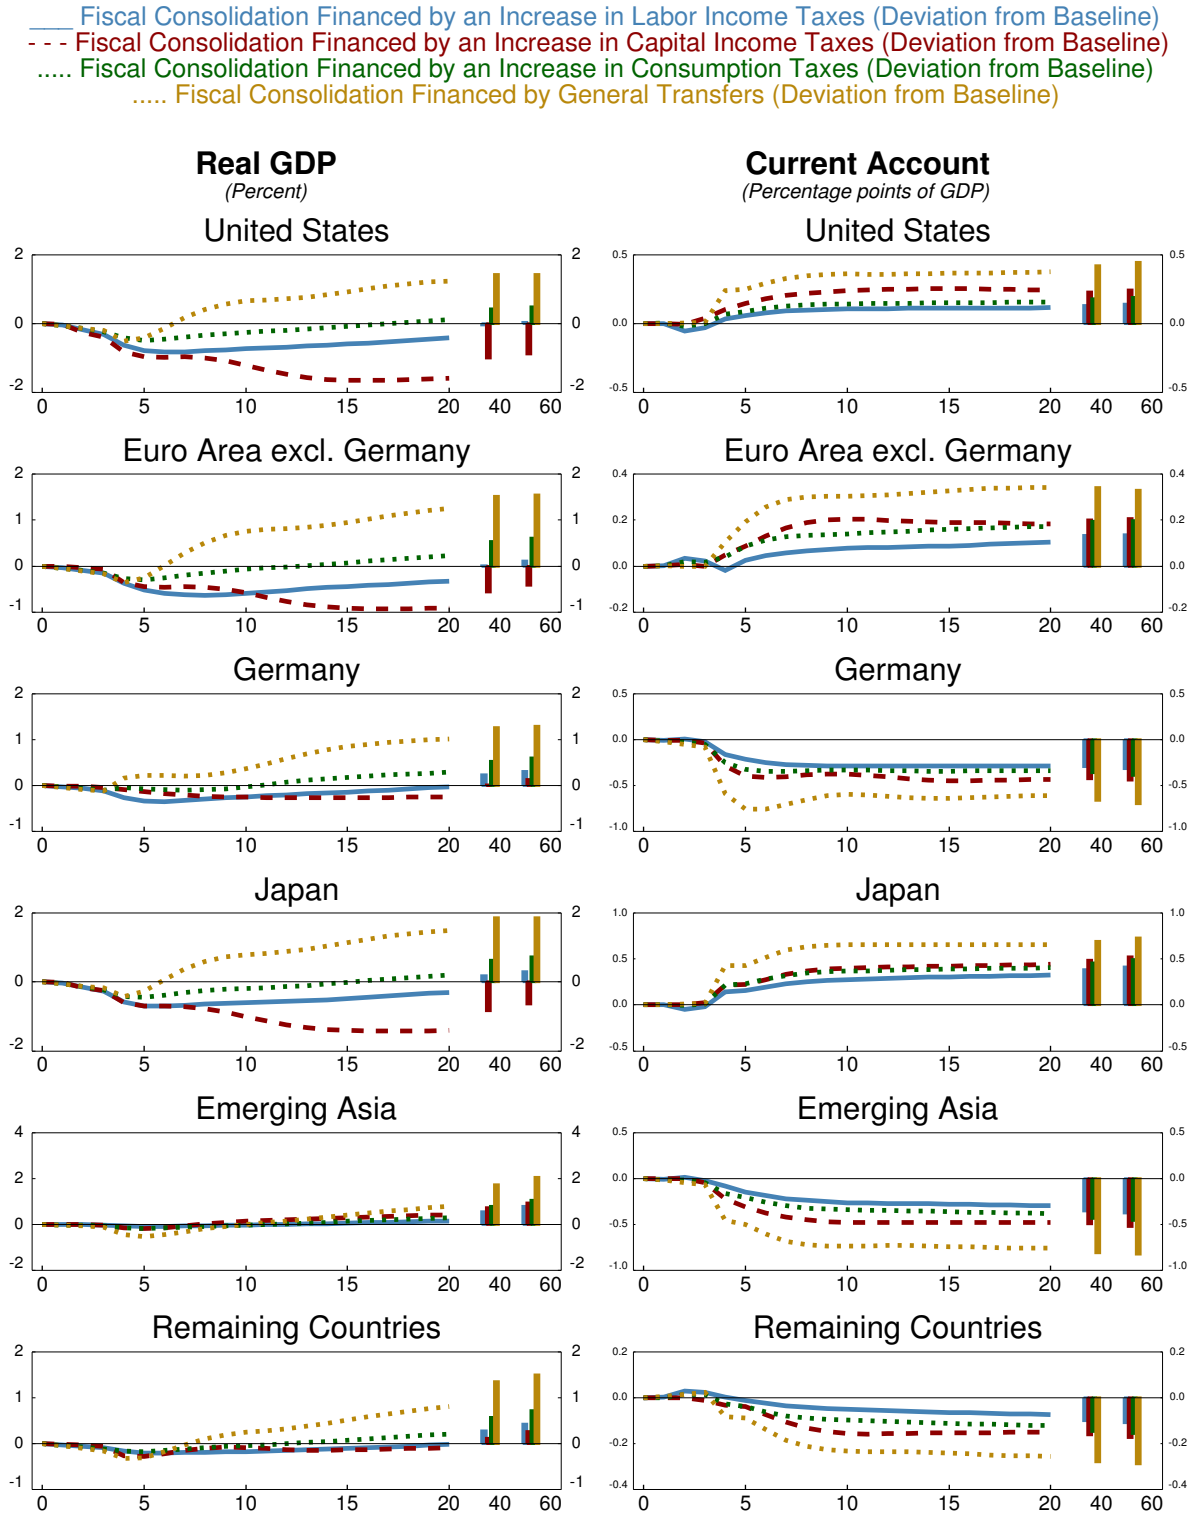 ___ Fiscal Consolidation Financed by an Increase in Labor Income Taxes (Deviation from Baseline)
- - - Fiscal Consolidation Financed by an Increase in Capital Income Taxes (Deviation from Baseline)
..... Fiscal Consolidation Financed by an Increase in Consumption Taxes (Deviation from Baseline)
..... Fiscal Consolidation Financed by General Transfers (Deviation from Baseline)
Real GDP
(Percent)
United States
2 2
0 0
-2 -2
0 5 10 15 20 40 60
Euro Area excl. Germany
2 2
1 1
0 0
-1 -1
0 5 10 15 20 40 60
Germany
2 2
1 1
0 0
-1 -1
0 5 10 15 20 40 60
Japan
2 2
0 0
-2 -2
0 5 10 15 20 40 60
Emerging Asia
4 4
2 2
0 0
-2 -2
0 5 10 15 20 40 60
Remaining Countries
2 2
1 1
0 0
-1 -1
0 5 10 15 20 40 60
Current Account
(Percentage points of GDP)
United States
0.5 0.5
0.0 0.0
-0.5 -0.5
0 5 10 15 20 40 60
Euro Area excl. Germany
0.4 0.4
0.2 0.2
0.0 0.0
-0.2 -0.2
0 5 10 15 20 40 60
Germany
0.5 0.5
0.0 0.0
-0.5 -0.5
-1.0 -1.0
0 5 10 15 20 40 60
Japan
1.0 1.0
0.5 0.5
0.0 0.0
-0.5 -0.5
0 5 10 15 20 40 60
Emerging Asia
0.5 0.5
0.0 0.0
-0.5 -0.5
-1.0 -1.0
0 5 10 15 20 40 60
Remaining Countries
0.2 0.2
0.0 0.0
-0.2 -0.2
-0.4 -0.4
0 5 10 15 20 40 60